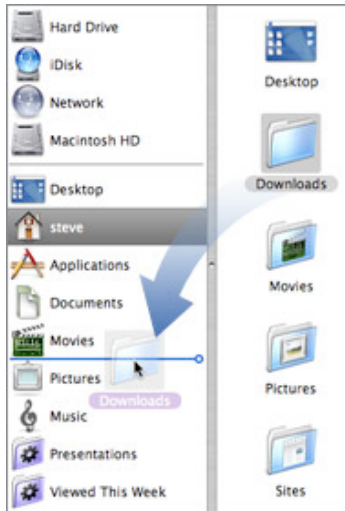 Hard Drive
iDisk
Network
Macintosh HD
Desktop
steve
Applications
Documents
Movies
Pictures
Downloads
Music
Presentations
Viewed This Week
Desktop
Downloads
Movies
Pictures
Sites